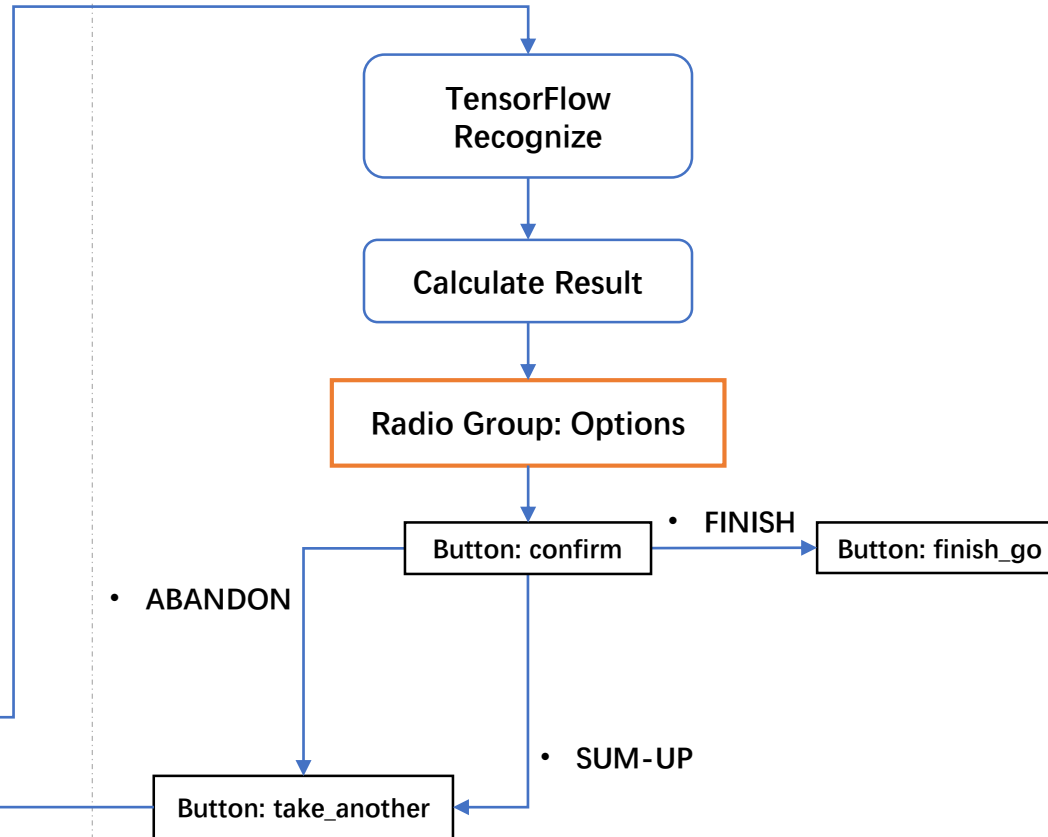 TensorFlow
Recognize
Calculate Result
Radio Group: Options
• FINISH
Button: confirm
Button: finish_go
• ABANDON
• SUM-UP
Button: take_another